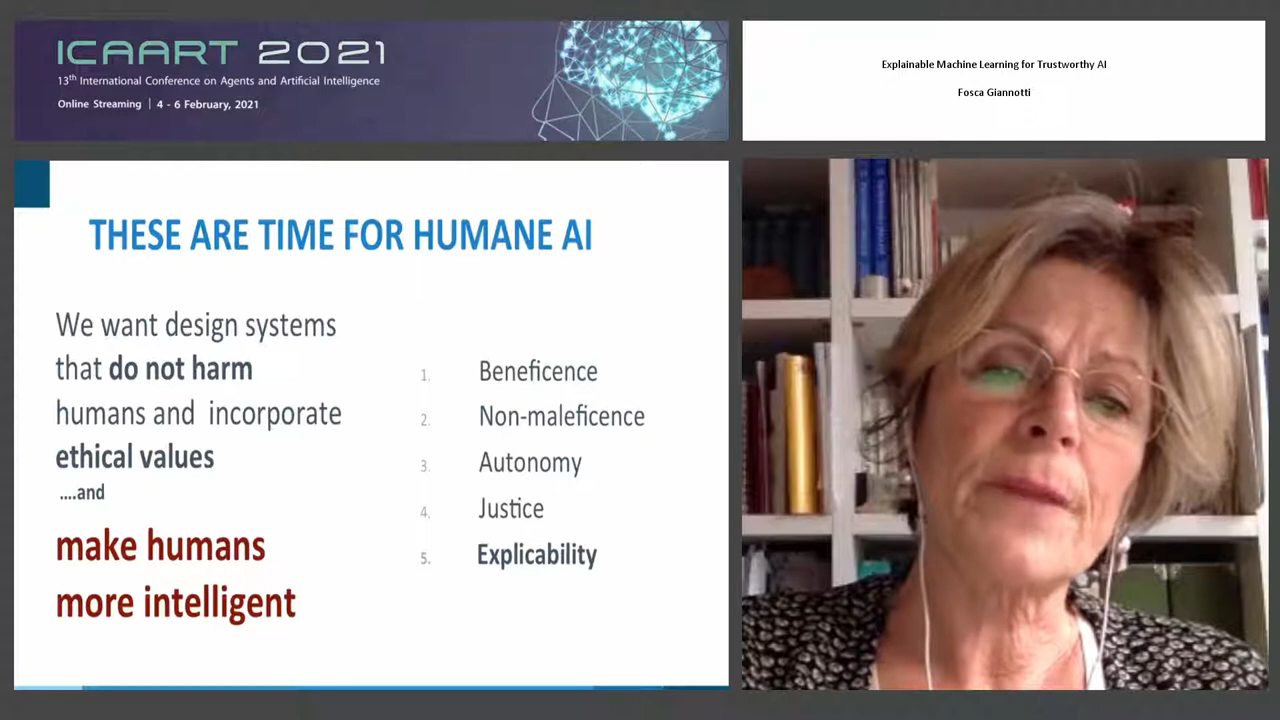 ICAART 2021
13th International Conference on Agents and Artificial Intelligence
Online Streaming | 4 - 6 February, 2021
Explainable Machine Learning for Trustworthy AI
Fosca Giannotti
THESE ARE TIME FOR HUMANE AI
We want design systems
that do not harm
humans and incorporate
ethical values
....and
make humans
more intelligent
1. Beneficence
2. Non-maleficence
3. Autonomy
4. Justice
5. Explicability